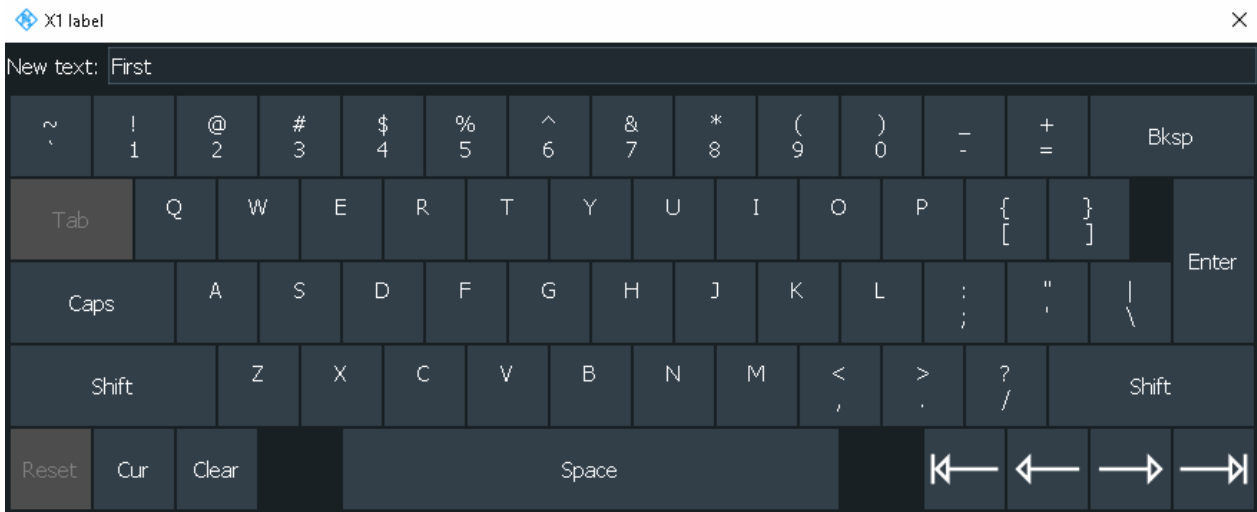 X1 label
New text: First
~ ! @ # $ % ^ & * ( ) _ +
` 1 2 3 4 5 6 7 8 9 0 - = Bksp
Tab Q W E R T Y U I O P { }
[ ]
Enter
Caps A S D F G H J K L : " |
; ' \
Shift Z X C V B N M < > ? Shift
, . /
Reset Cur Clear Space